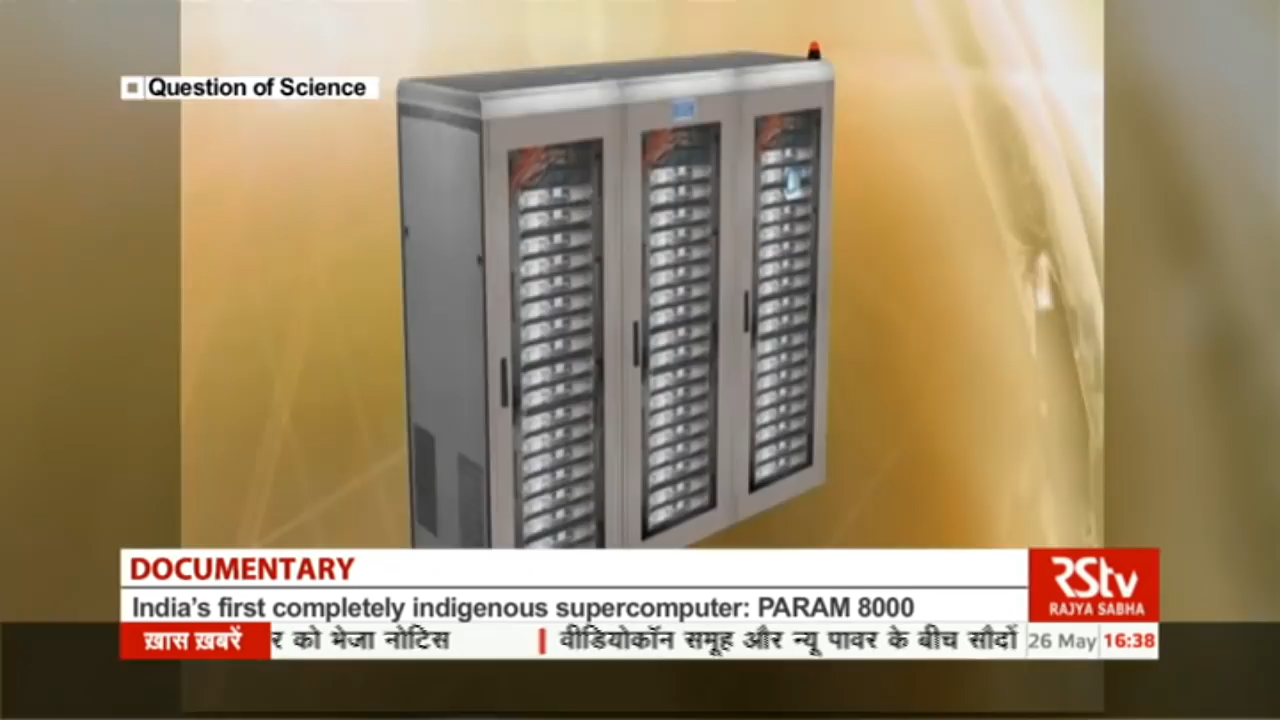 Question of Science
DOCUMENTARY
India's first completely indigenous supercomputer: PARAM 8000
RStv
RAJYA SABHA
ख़ास ख़बरें
र को भेजा नोटिस | वीडियोकॉन समूह और न्यू पावर के बीच सौदों
26 May 16:38